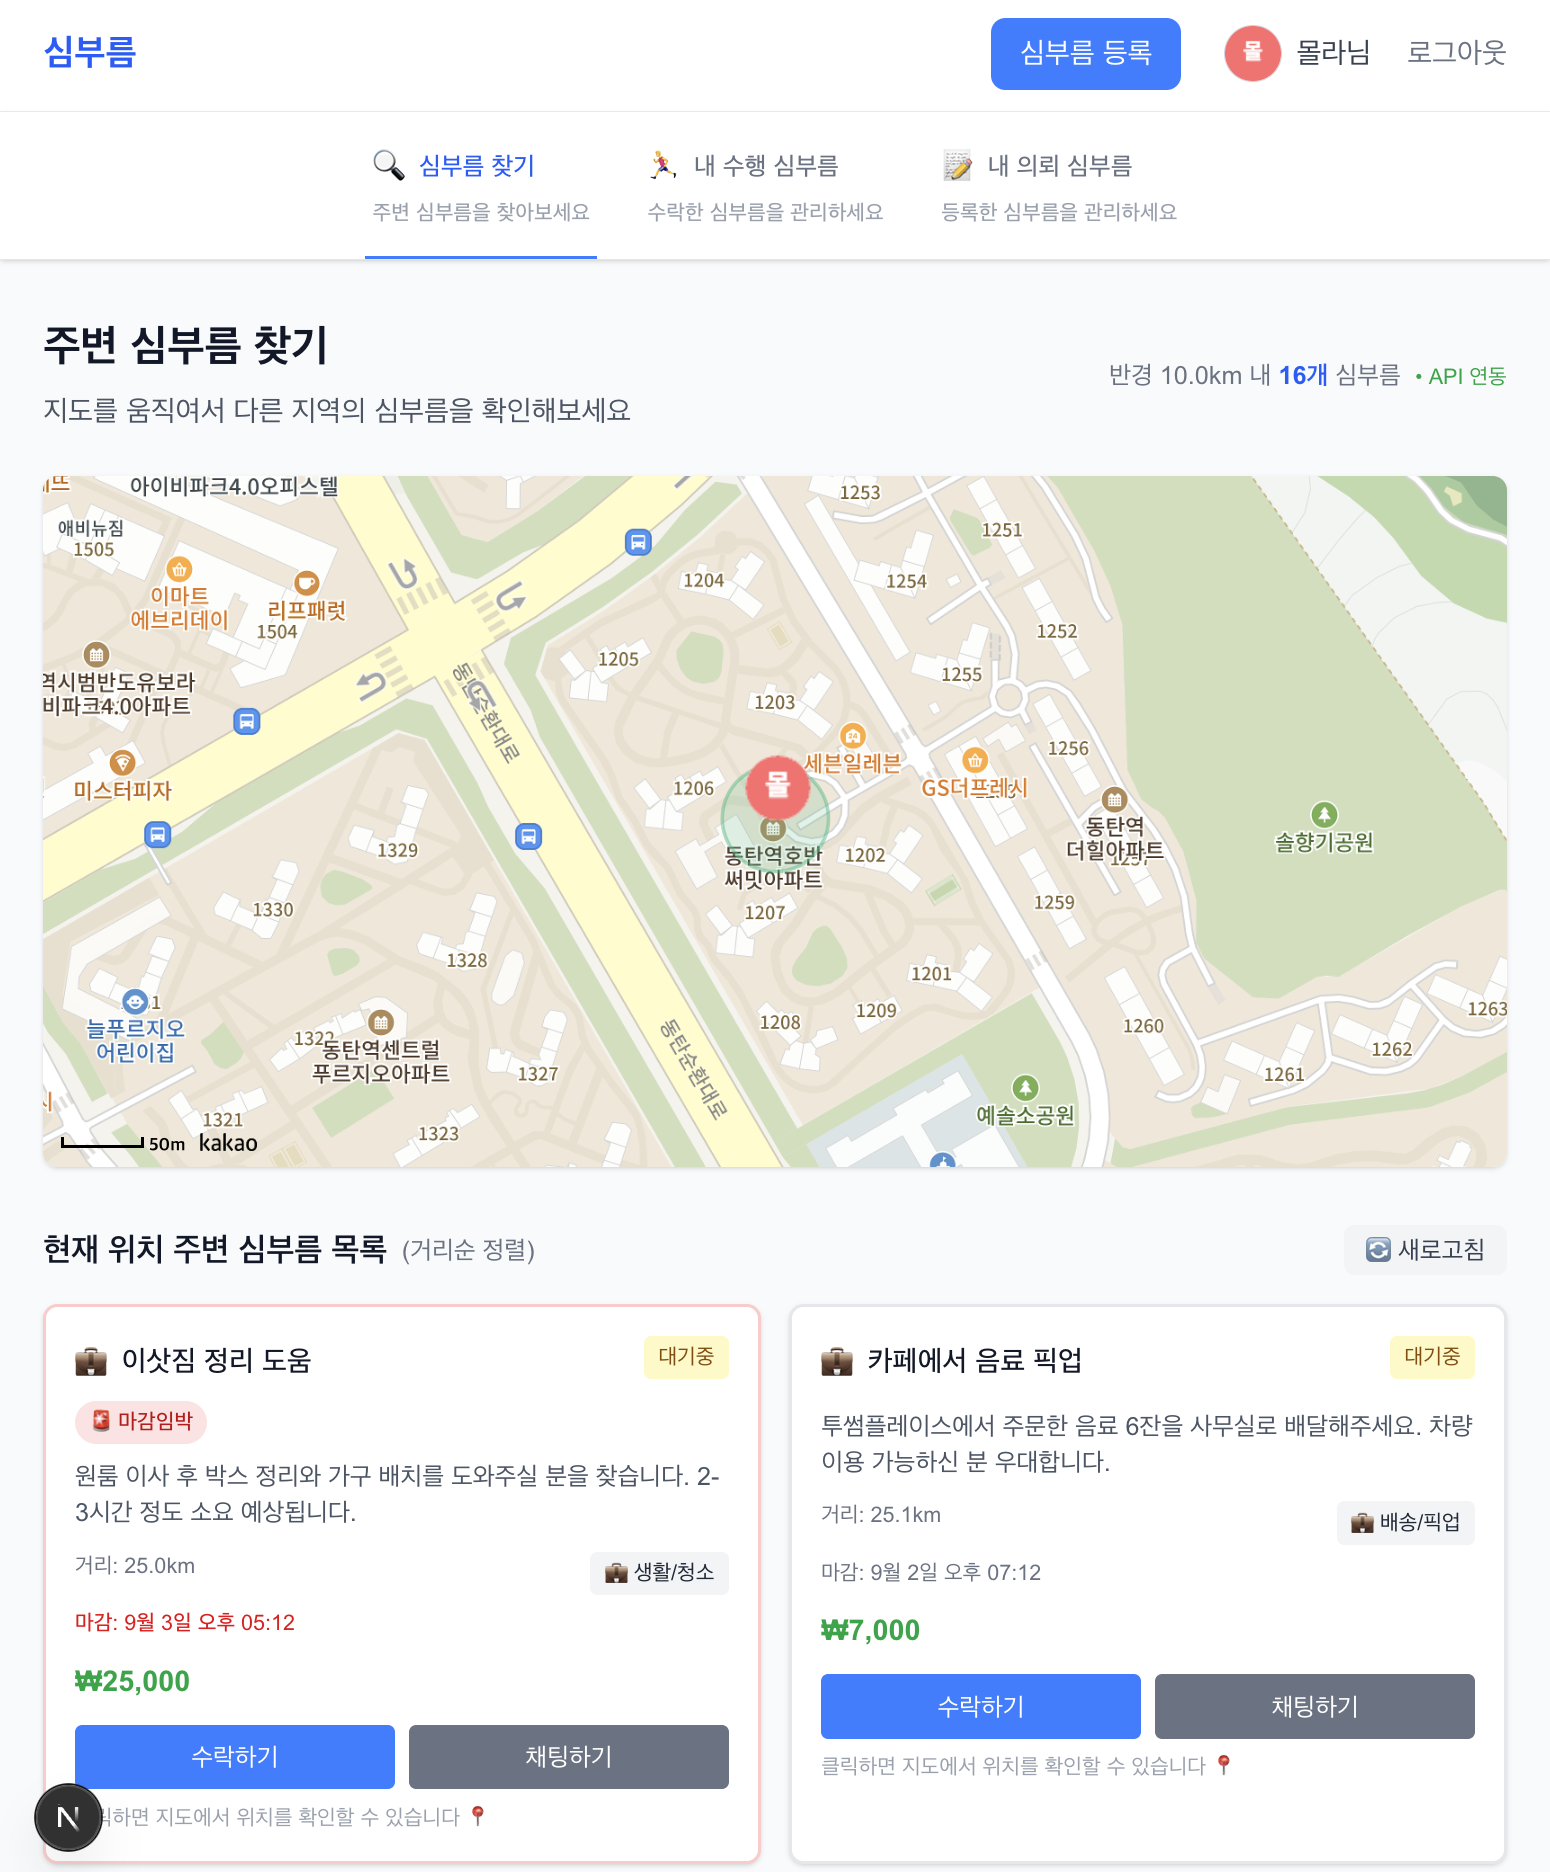 심부름
심부름 등록
몰
몰라님
로그아웃
심부름 찾기
주변 심부름을 찾아보세요
내 수행 심부름
수락한 심부름을 관리하세요
내 의뢰 심부름
등록한 심부름을 관리하세요
주변 심부름 찾기
지도를 움직여서 다른 지역의 심부름을 확인해보세요
반경 10.0km 내 16개 심부름 • API 연동
아이비파크4.0오피스텔
애비뉴짐
1505
이마트
에브리데이
리프패럿
1504
역시범반도유보라
비파크4.0아파트
미스터피자
동탄순환대로
1253
1251
1204
1254
1252
1205
1255
1203
세븐일레븐
1256
GS더프레시
몰
1206
동탄역호반
써밋아파트
1202
동탄역
더힐아파트
솔향기공원
1329
1330
1207
1259
1328
1201
1209
1208
1260
1263
1262
1261
늘푸르지오
어린이집
1322
동탄역센트럴
푸르지오아파트
1327
동탄순환대로
예솔소공원
1321
1323
50m kakao
현재 위치 주변 심부름 목록 (거리순 정렬)
새로고침
이삿짐 정리 도움
대기중
마감임박
원룸 이사 후 박스 정리와 가구 배치를 도와주실 분을 찾습니다. 2-
3시간 정도 소요 예상됩니다.
거리: 25.0km
생활/청소
마감: 9월 3일 오후 05:12
₩25,000
수락하기
채팅하기
릭하면 지도에서 위치를 확인할 수 있습니다
N
카페에서 음료 픽업
대기중
투썸플레이스에서 주문한 음료 6잔을 사무실로 배달해주세요. 차량
이용 가능하신 분 우대합니다.
거리: 25.1km
배송/픽업
마감: 9월 2일 오후 07:12
₩7,000
수락하기
채팅하기
클릭하면 지도에서 위치를 확인할 수 있습니다